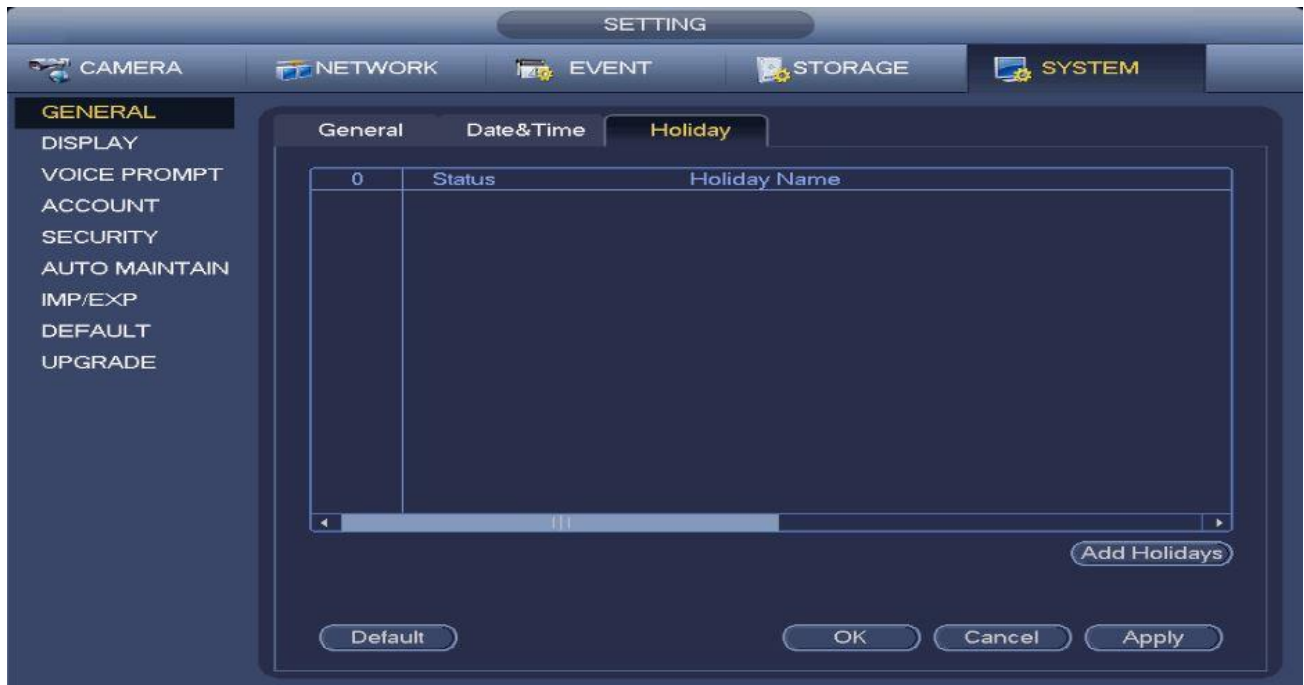 SETTING
CAMERA NETWORK EVENT STORAGE SYSTEM
GENERAL
DISPLAY
VOICE PROMPT
ACCOUNT
SECURITY
AUTO MAINTAIN
IMP/EXP
DEFAULT
UPGRADE
General Date&Time Holiday
0 Status Holiday Name
Add Holidays
Default OK Cancel Apply